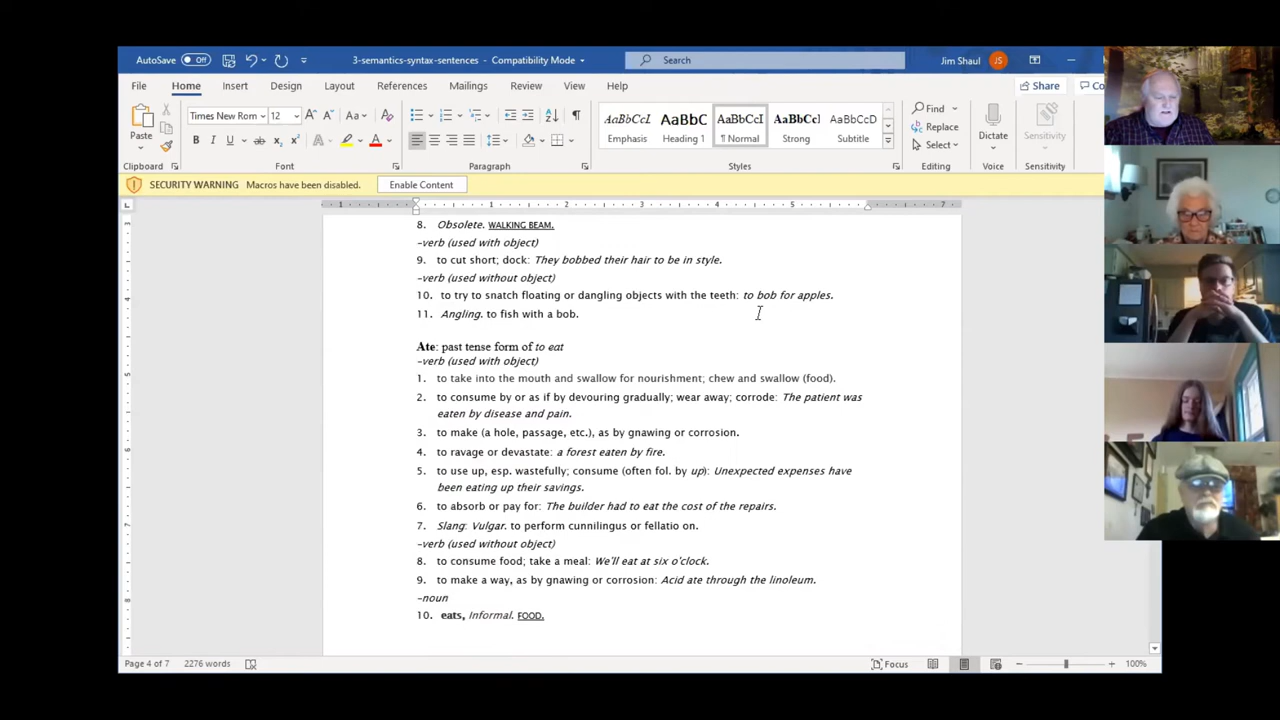 AutoSave Off 3-semantics-syntax-sentences - Compatibility Mode Search Jim Shaul JS
File Home Insert Design Layout References Mailings Review View Help Share Co
Paste Times New Rom 12 Aa AaBbCcL AaBbC AaBbCcI AaBbCcl AaBbCcD Find Replace Select Dictate Sensitivity
B I U ab A A Emphasis Heading 1 ¶ Normal Strong Subtitle
Clipboard Font Paragraph Styles Editing Voice Sensitivity
SECURITY WARNING Macros have been disabled. Enable Content
1 1 2 3 4 5 7
8. Obsolete. WALKING BEAM.
–verb (used with object)
9. to cut short; dock: They bobbed their hair to be in style.
–verb (used without object)
10. to try to snatch floating or dangling objects with the teeth: to bob for apples.
11. Angling. to fish with a bob.
Ate: past tense form of to eat
–verb (used with object)
1. to take into the mouth and swallow for nourishment; chew and swallow (food).
2. to consume by or as if by devouring gradually; wear away; corrode: The patient was
eaten by disease and pain.
3. to make (a hole, passage, etc.), as by gnawing or corrosion.
4. to ravage or devastate: a forest eaten by fire.
5. to use up, esp. wastefully; consume (often fol. by up): Unexpected expenses have
been eating up their savings.
6. to absorb or pay for: The builder had to eat the cost of the repairs.
7. Slang: Vulgar. to perform cunnilingus or fellatio on.
–verb (used without object)
8. to consume food; take a meal: We'll eat at six o'clock.
9. to make a way, as by gnawing or corrosion: Acid ate through the linoleum.
–noun
10. eats, Informal. FOOD.
Page 4 of 7 2276 words Focus 100%